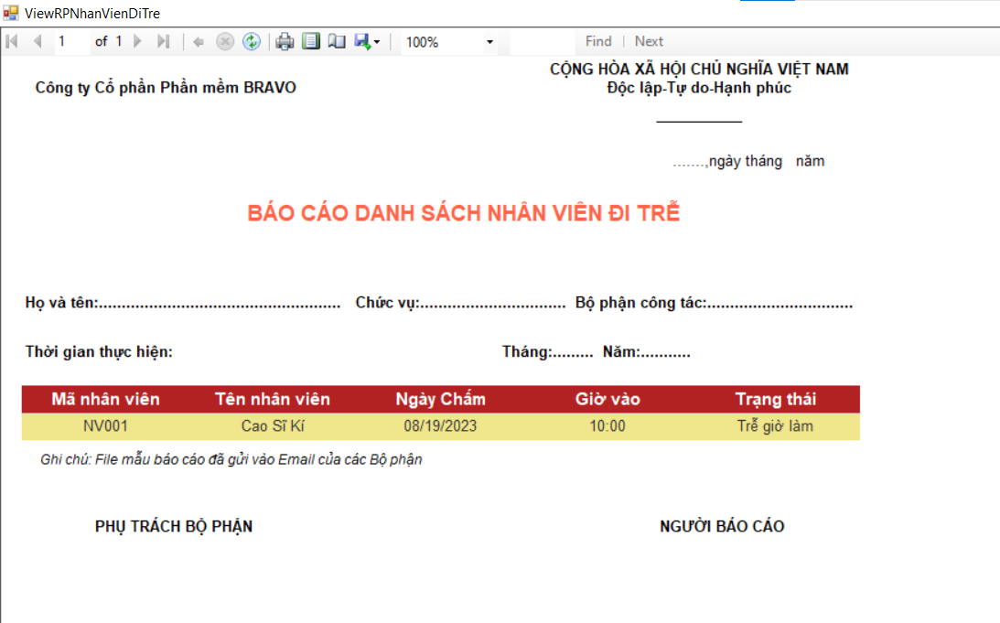 ViewRPNhanVienDiTre
1 of 1 100% Find | Next
CỘNG HÒA XÃ HỘI CHỦ NGHĨA VIỆT NAM
Công ty Cổ phần Phần mềm BRAVO
Độc lập-Tự do-Hạnh phúc
.......,ngày tháng năm
BÁO CÁO DANH SÁCH NHÂN VIÊN ĐI TRỄ
Họ và tên:..................................................... Chức vụ:................................ Bộ phận công tác:................................
Thời gian thực hiện: Tháng:......... Năm:...........
Mã nhân viên Tên nhân viên Ngày Chấm Giờ vào Trạng thái
NV001 Cao Sĩ Kí 08/19/2023 10:00 Trễ giờ làm
Ghi chú: File mẫu báo cáo đã gửi vào Email của các Bộ phận
PHỤ TRÁCH BỘ PHẬN NGƯỜI BÁO CÁO